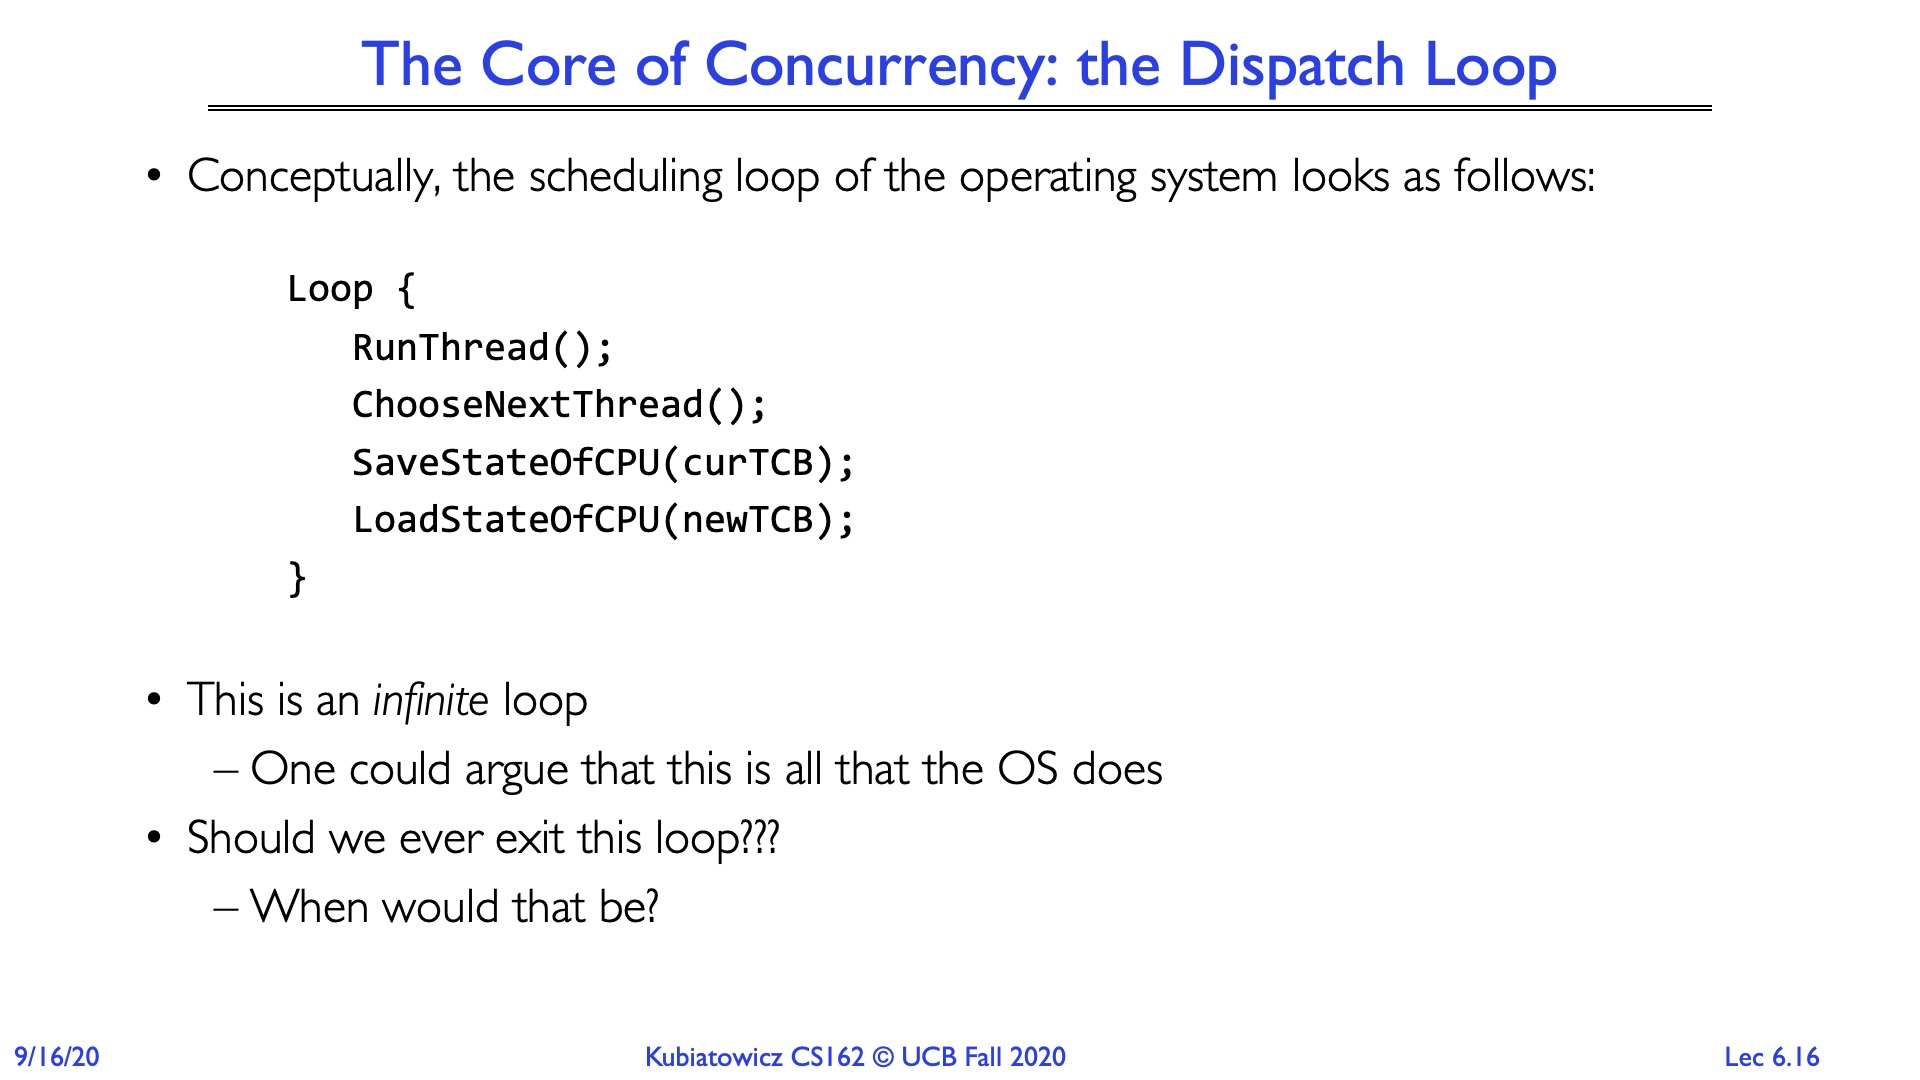 The Core of Concurrency: the Dispatch Loop
• Conceptually, the scheduling loop of the operating system looks as follows:
Loop {
   RunThread();
   ChooseNextThread();
   SaveStateOfCPU(curTCB);
   LoadStateOfCPU(newTCB);
}
• This is an infinite loop
– One could argue that this is all that the OS does
• Should we ever exit this loop???
– When would that be?
9/16/20
Kubiatowicz CS162 © UCB Fall 2020
Lec 6.16